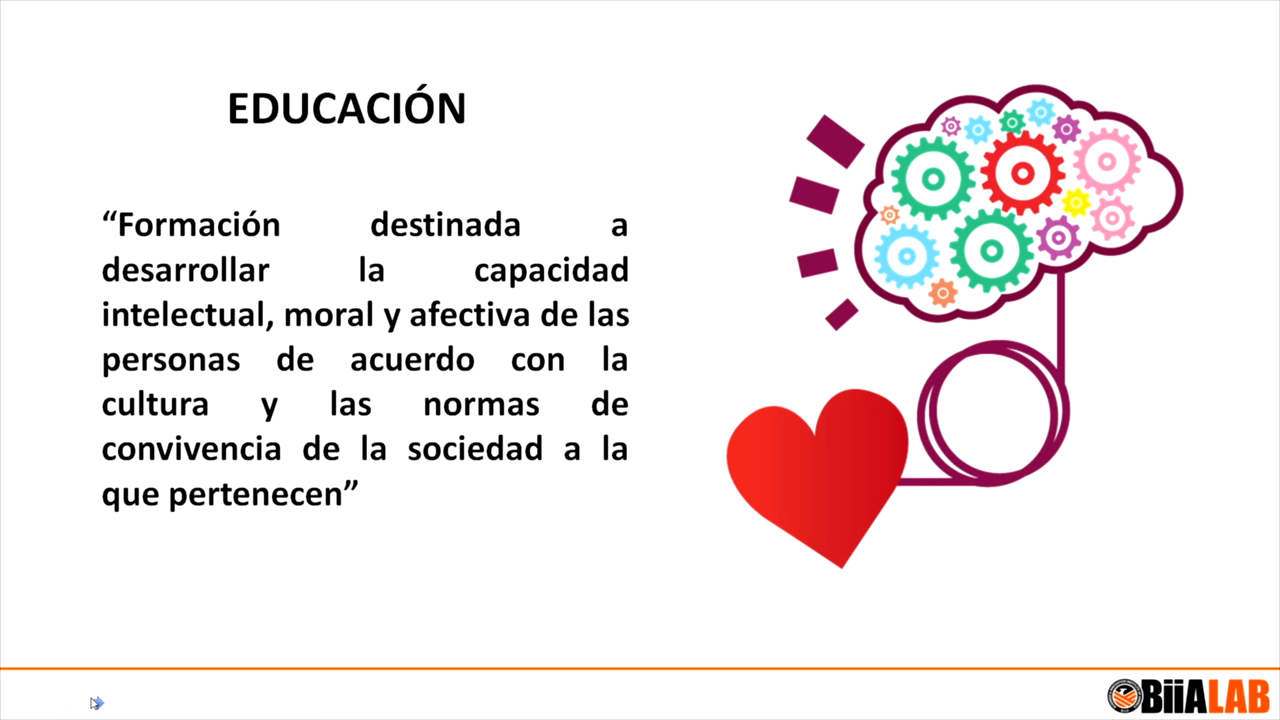 EDUCACIÓN
“Formación destinada a
desarrollar la capacidad
intelectual, moral y afectiva de las
personas de acuerdo con la
cultura y las normas de
convivencia de la sociedad a la
que pertenecen”
BiiALAB